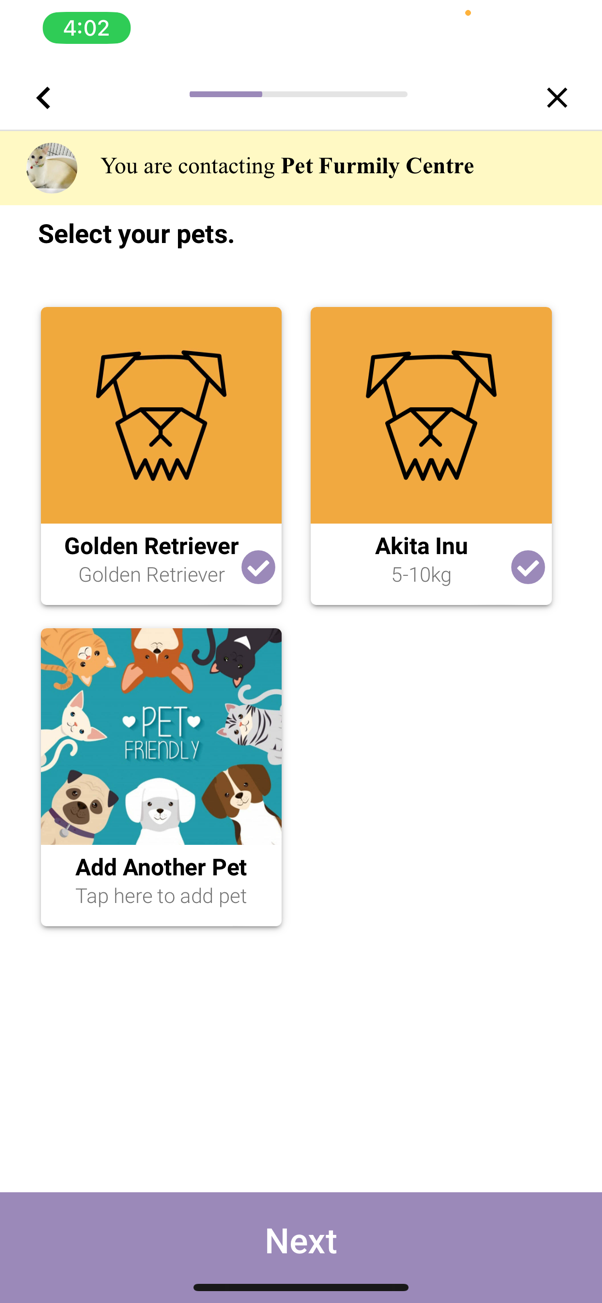 4:02
You are contacting Pet Furmily Centre
Select your pets.
Golden Retriever
Golden Retriever
Akita Inu
5-10kg
PET
FRIENDLY
Add Another Pet
Tap here to add pet
Next